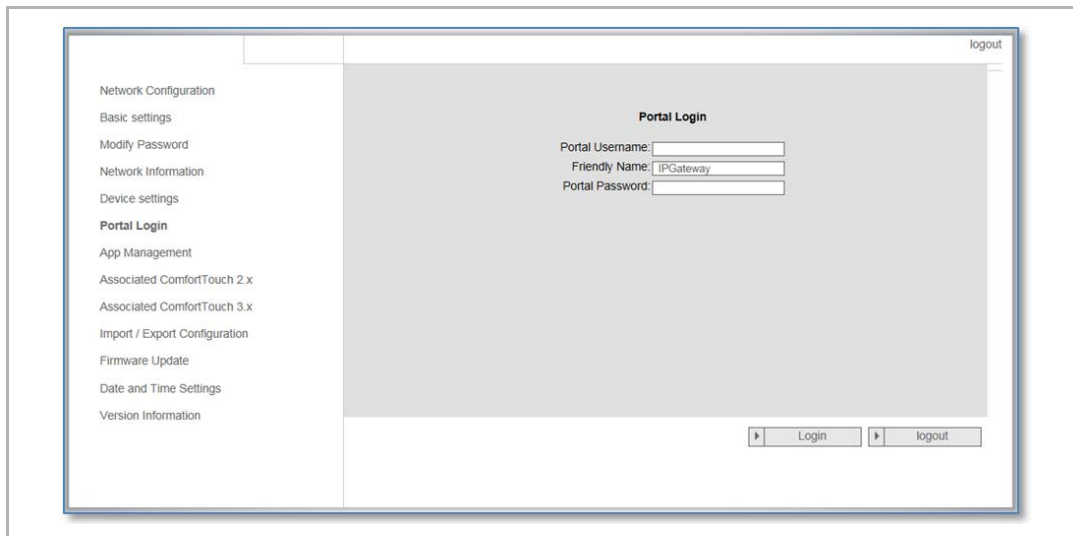 logout
Network Configuration
Basic settings
Modify Password
Network Information
Device settings
Portal Login
App Management
Associated ComfortTouch 2.x
Associated ComfortTouch 3.x
Import / Export Configuration
Firmware Update
Date and Time Settings
Version Information
Portal Login
Portal Username:
Friendly Name: IPGateway
Portal Password:
Login
logout